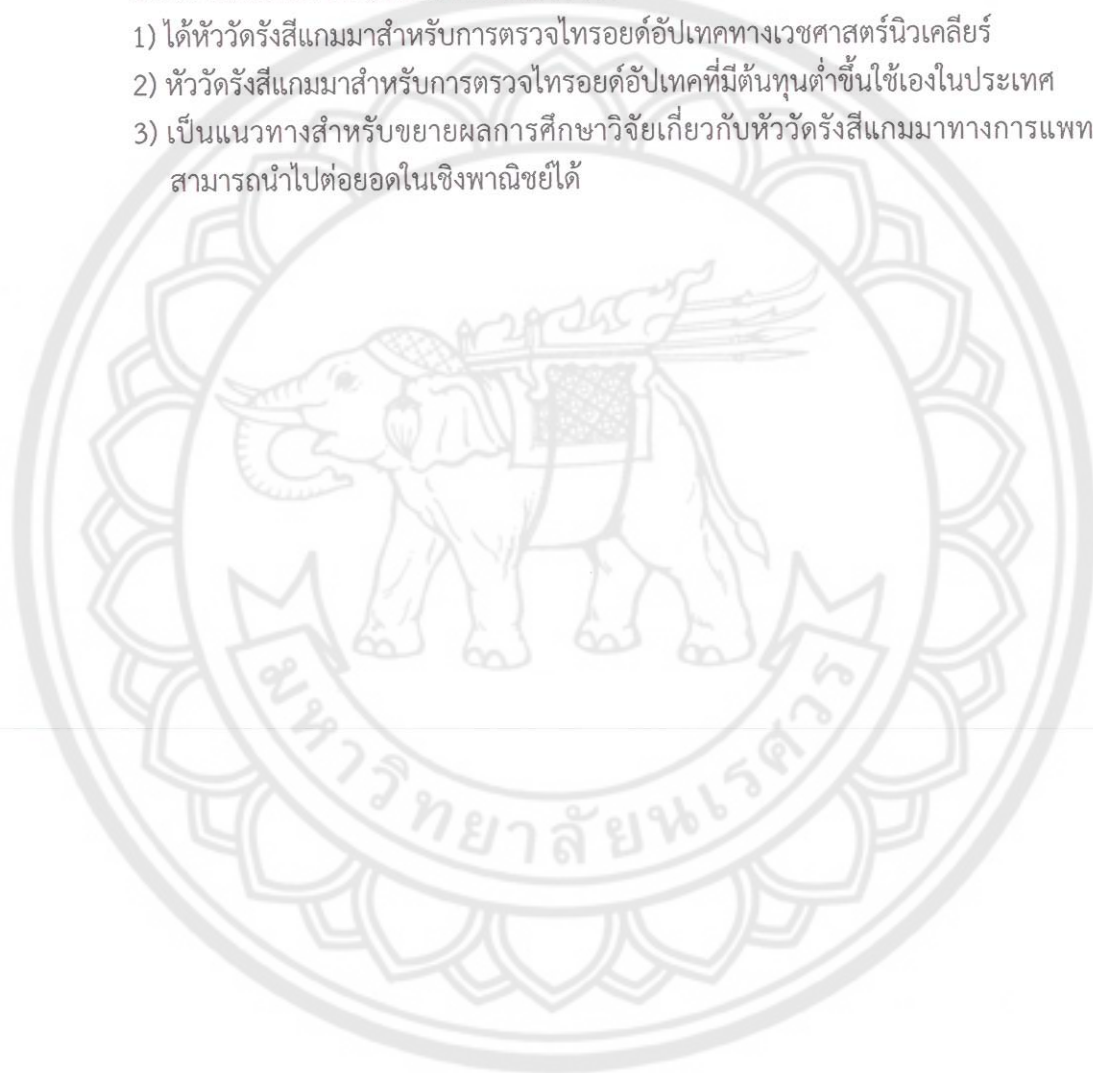 1) ได้หัววัดรังสีแกมมาสำหรับการตรวจไทรอยด์อัปเทคทางเวชศาสตร์นิวเคลียร์
2) หัววัดรังสีแกมมาสำหรับการตรวจไทรอยด์อัปเทคที่มีต้นทุนต่ำขึ้นใช้เองในประเทศ
3) เป็นแนวทางสำหรับขยายผลการศึกษาวิจัยเกี่ยวกับหัววัดรังสีแกมมาทางการแพท
สามารถนำไปต่อยอดในเชิงพาณิชย์ได้
มหาวิทยาลัยนเรศวร